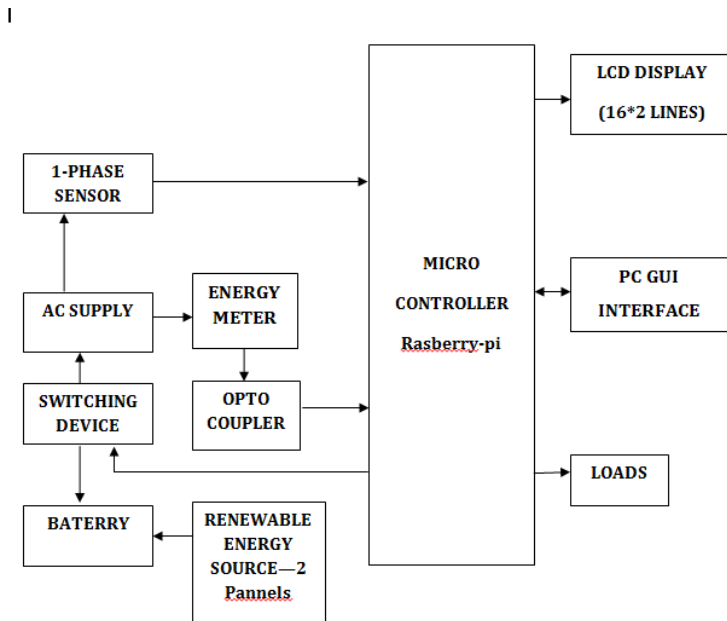 I
LCD DISPLAY
(16*2 LINES)
1-PHASE
SENSOR
MICRO
CONTROLLER
Rasberry-pi
PC GUI
INTERFACE
AC SUPPLY
ENERGY
METER
SWITCHING
DEVICE
OPTO
COUPLER
LOADS
BATERRY
RENEWABLE
ENERGY
SOURCE—2
Pannels